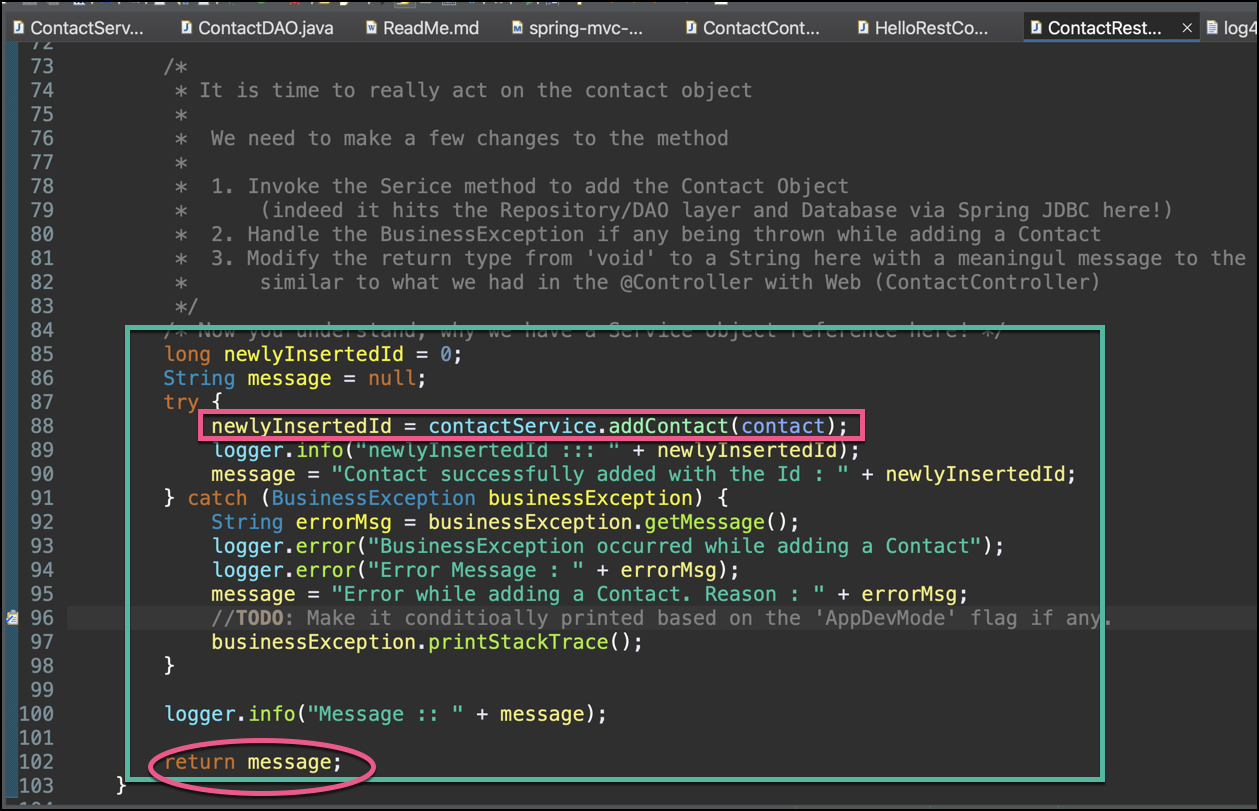 ContactServ... ContactDAO.java ReadMe.md spring-mvc-... ContactCont... HelloRestCo... ContactRest... × log4
72
73 /*
74 * It is time to really act on the contact object
75 *
76 * We need to make a few changes to the method
77 *
78 * 1. Invoke the Serice method to add the Contact Object
79 * (indeed it hits the Repository/DAO layer and Database via Spring JDBC here!)
80 * 2. Handle the BusinessException if any being thrown while adding a Contact
81 * 3. Modify the return type from 'void' to a String here with a meaningul message to the
82 * similar to what we had in the @Controller with Web (ContactController)
83 */
84 /* Now you understand, why we have a Service object reference here! */
85 long newlyInsertedId = 0;
86 String message = null;
87 try {
88 newlyInsertedId = contactService.addContact(contact);
89 logger.info("newlyInsertedId ::: " + newlyInsertedId);
90 message = "Contact successfully added with the Id : " + newlyInsertedId;
91 } catch (BusinessException businessException) {
92 String errorMsg = businessException.getMessage();
93 logger.error("BusinessException occurred while adding a Contact");
94 logger.error("Error Message : " + errorMsg);
95 message = "Error while adding a Contact. Reason : " + errorMsg;
96 //TODO: Make it conditioally printed based on the 'AppDevMode' flag if any.
97 businessException.printStackTrace();
98 }
99
100 logger.info("Message :: " + message);
101
102 return message;
103 }